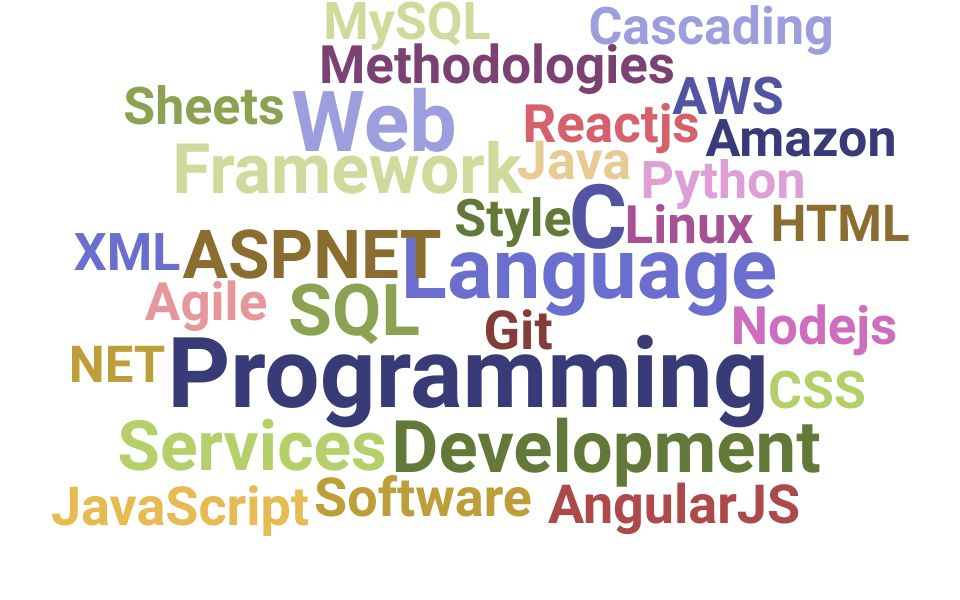 MySQL Cascading
Methodologies
Sheets Web Reactjs AWS
Amazon
Framework Java Python
Style C Linux HTML
XML ASPNET Language
Agile SQL Git Nodejs
NET Programming CSS
Services Development
JavaScript Software AngularJS